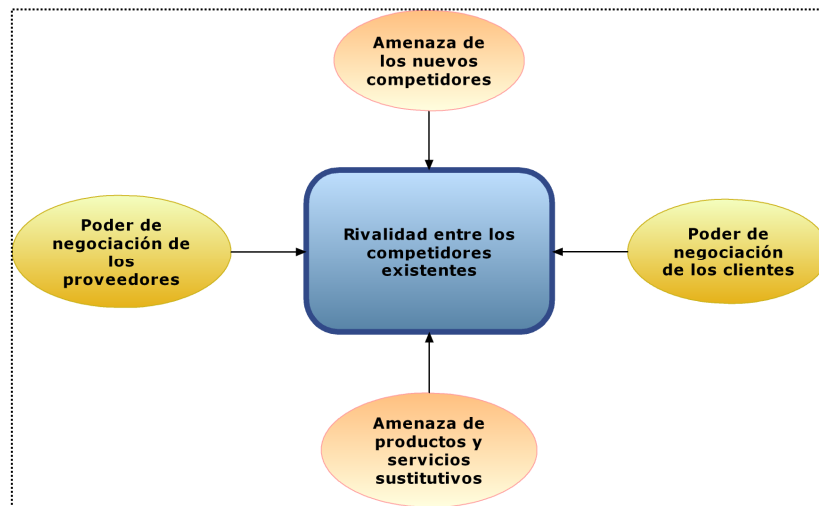 Amenaza de
los nuevos
competidores
Poder de
negociación de
los
proveedores
Rivalidad entre los
competidores
existentes
Poder de
negociación
de los clientes
Amenaza de
productos y
servicios
sustitutivos